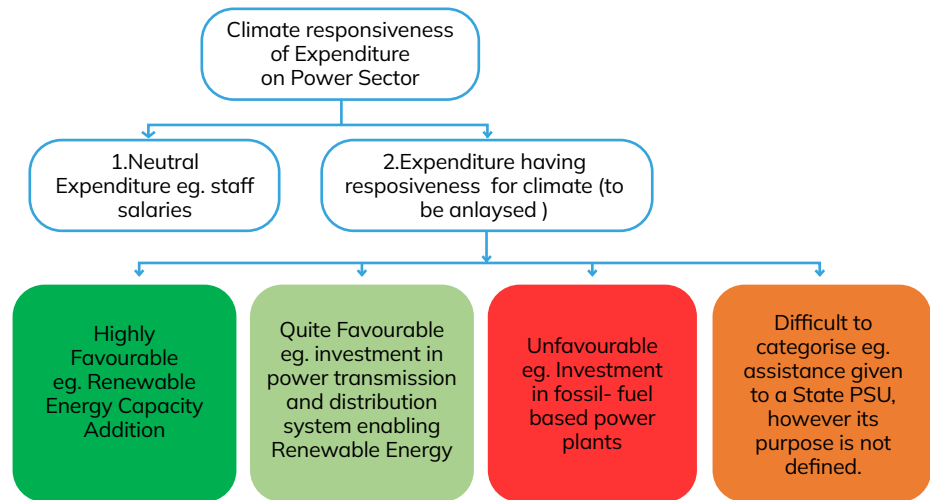 Climate responsiveness
of Expenditure
on Power Sector
1.Neutral
Expenditure eg. staff
salaries
2.Expenditure having
resposiveness for climate (to
be anlaysed )
Highly
Favourable
eg. Renewable
Energy Capacity
Addition
Quite Favourable
eg. investment in
power transmission
and distribution
system enabling
Renewable Energy
Unfavourable
eg. Investment
in fossil- fuel
based power
plants
Difficult to
categorise eg.
assistance given
to a State PSU,
however its
purpose is not
defined.